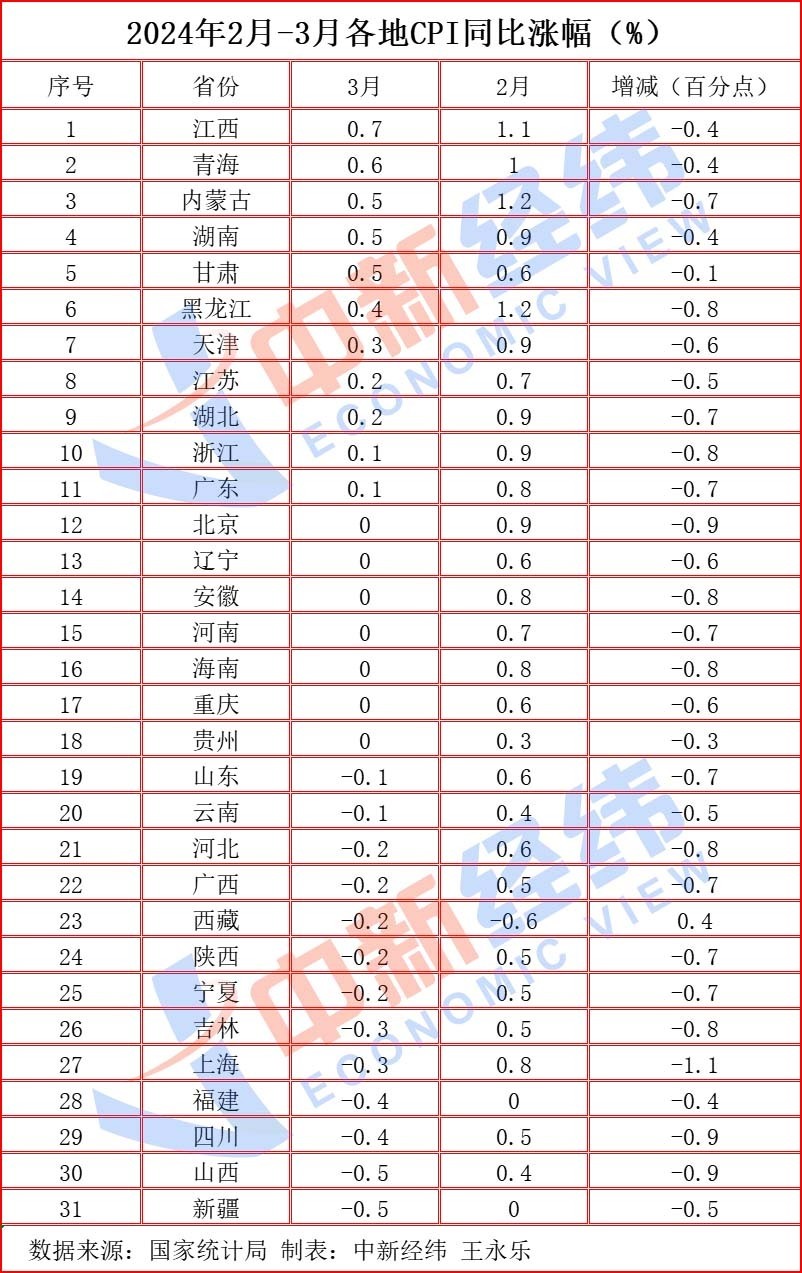 2024年2月-3月各地CPI同比涨幅（%）
序号 省份 3月 2月 增减（百分点）
1 江西 0.7 1.1 -0.4
2 青海 0.6 1 -0.4
3 内蒙古 0.5 1.2 -0.7
4 湖南 0.5 0.9 -0.4
5 甘肃 0.5 0.6 -0.1
6 黑龙江 0.4 1.2 -0.8
7 天津 0.3 0.9 -0.6
8 江苏 0.2 0.7 -0.5
9 湖北 0.2 0.9 -0.7
10 浙江 0.1 0.9 -0.8
11 广东 0.1 0.8 -0.7
12 北京 0 0.9 -0.9
13 辽宁 0 0.6 -0.6
14 安徽 0 0.8 -0.8
15 河南 0 0.7 -0.7
16 海南 0 0.8 -0.8
17 重庆 0 0.6 -0.6
18 贵州 0 0.3 -0.3
19 山东 -0.1 0.6 -0.7
20 云南 -0.1 0.4 -0.5
21 河北 -0.2 0.6 -0.8
22 广西 -0.2 0.5 -0.7
23 西藏 -0.2 -0.6 0.4
24 陕西 -0.2 0.5 -0.7
25 宁夏 -0.2 0.5 -0.7
26 吉林 -0.3 0.5 -0.8
27 上海 -0.3 0.8 -1.1
28 福建 -0.4 0 -0.4
29 四川 -0.4 0.5 -0.9
30 山西 -0.5 0.4 -0.9
31 新疆 -0.5 0 -0.5
数据来源：国家统计局 制表：中新经纬 王永乐
中新经纬
ECONOMIC VIEW
中新经纬
ECONOMIC VIEW